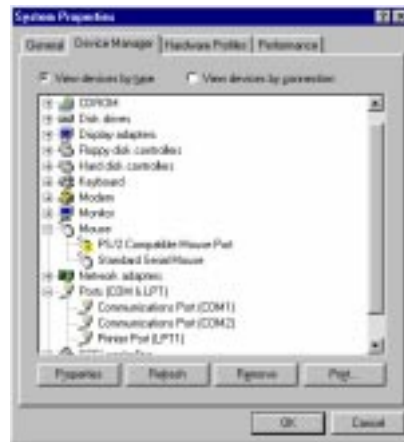 System Properties
General Device Manager Hardware Profiles Performance
View devices by type View devices by connection
CDROM
Disk drives
Display adapters
Floppy disk controllers
Hard disk controllers
Keyboard
Modem
Monitor
Mouse
PS/2 Compatible Mouse Port
Standard Serial Mouse
Network adapters
Ports (COM & LPT)
Communications Port (COM1)
Communications Port (COM2)
Printer Port (LPT1)
Properties Refresh Remove Print...
OK Cancel